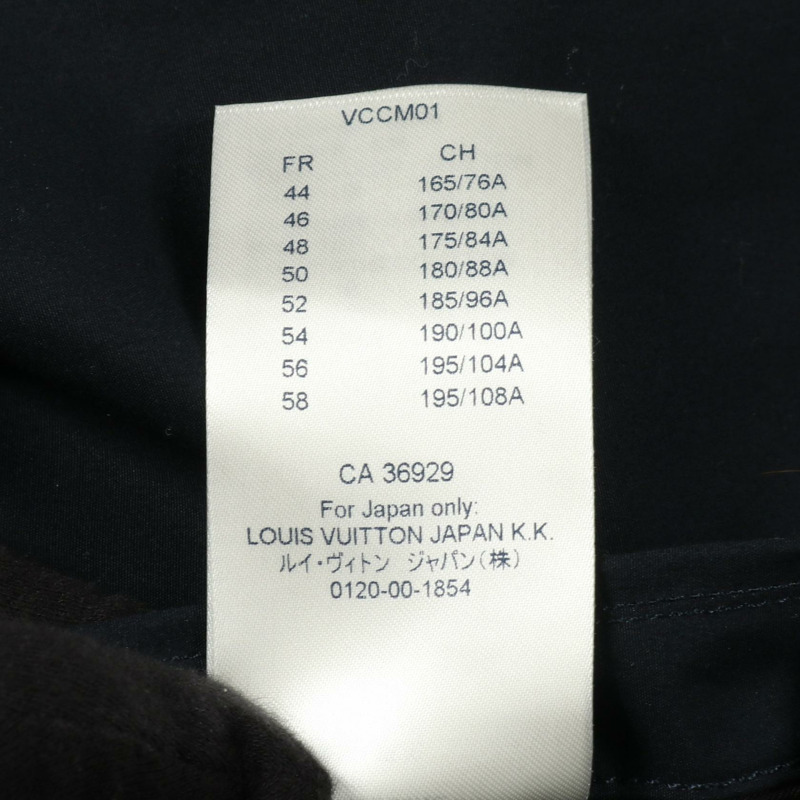 VCCM01
FR CH
44 165/76A
46 170/80A
48 175/84A
50 180/88A
52 185/96A
54 190/100A
56 195/104A
58 195/108A
CA 36929
For Japan only:
LOUIS VUITTON JAPAN K.K.
ルイ・ヴィトン ジャパン(株)
0120-00-1854